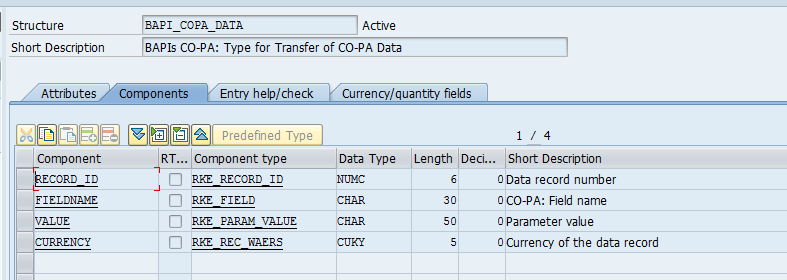 Structure BAPI_COPA_DATA Active
Short Description BAPIs CO-PA: Type for Transfer of CO-PA Data
Attributes Components Entry help/check Currency/quantity fields
Predefined Type 1 / 4
Component RT... Component type Data Type Length Deci... Short Description
RECORD_ID RKE_RECORD_ID NUMC 6 0 Data record number
FIELDNAME RKE_FIELD CHAR 30 0 CO-PA: Field name
VALUE RKE_PARAM_VALUE CHAR 50 0 Parameter value
CURRENCY RKE_REC_WAERS CUKY 5 0 Currency of the data record